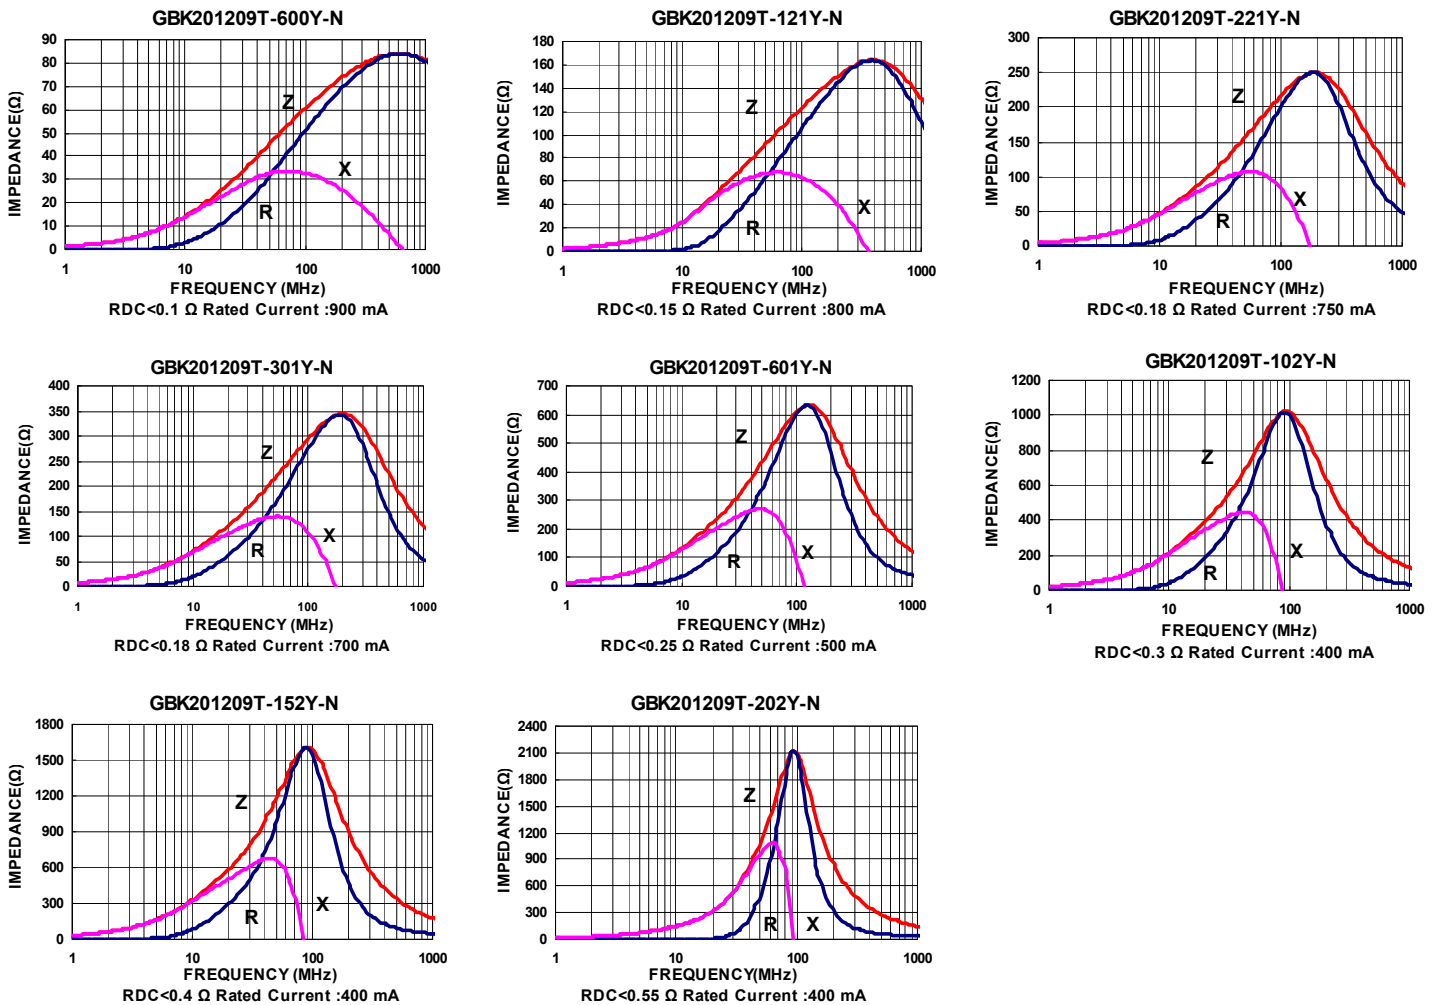 GBK201209T-600Y-N
IMPEDANCE(Ω)
90
80
70
60
50
40
30
20
10
0
Z
X
R
1 10 100 1000
FREQUENCY (MHz)
RDC<0.1 Ω Rated Current :900 mA
GBK201209T-121Y-N
IMPEDANCE(Ω)
180
160
140
120
100
80
60
40
20
0
Z
X
R
1 10 100 1000
FREQUENCY (MHz)
RDC<0.15 Ω Rated Current :800 mA
GBK201209T-221Y-N
IMPEDANCE(Ω)
300
250
200
150
100
50
0
Z
X
R
1 10 100 1000
FREQUENCY (MHz)
RDC<0.18 Ω Rated Current :750 mA
GBK201209T-301Y-N
IMPEDANCE(Ω)
400
350
300
250
200
150
100
50
0
Z
X
R
1 10 100 1000
FREQUENCY (MHz)
RDC<0.18 Ω Rated Current :700 mA
GBK201209T-601Y-N
IMPEDANCE(Ω)
700
600
500
400
300
200
100
0
Z
X
R
1 10 100 1000
FREQUENCY (MHz)
RDC<0.25 Ω Rated Current :500 mA
GBK201209T-102Y-N
IMPEDANCE(Ω)
1200
1000
800
600
400
200
0
Z
X
R
1 10 100 1000
FREQUENCY (MHz)
RDC<0.3 Ω Rated Current :400 mA
GBK201209T-152Y-N
IMPEDANCE(Ω)
1800
1500
1200
900
600
300
0
Z
R X
1 10 100 1000
FREQUENCY (MHz)
RDC<0.4 Ω Rated Current :400 mA
GBK201209T-202Y-N
IMPEDANCE(Ω)
2400
2100
1800
1500
1200
900
600
300
0
Z
R X
1 10 100 1000
FREQUENCY(MHz)
RDC<0.55 Ω Rated Current :400 mA